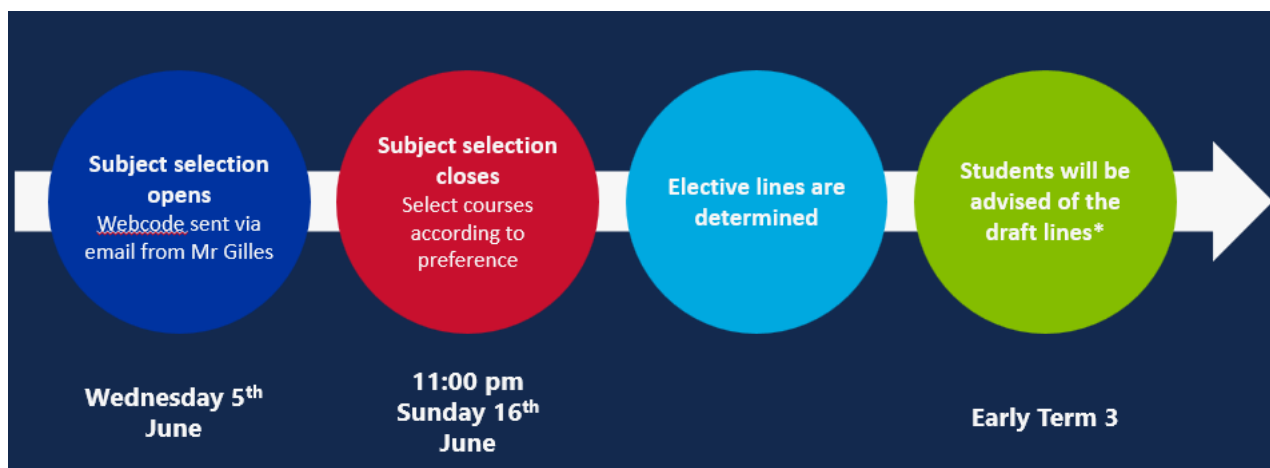 Subject selection
opens
Webcode sent via
email from Mr Gilles
Subject selection
closes
Select courses
according to
preference
Elective lines are
determined
Students will be
advised of the
draft lines*
Wednesday 5th
June
11:00 pm
Sunday 16th
June
Early Term 3